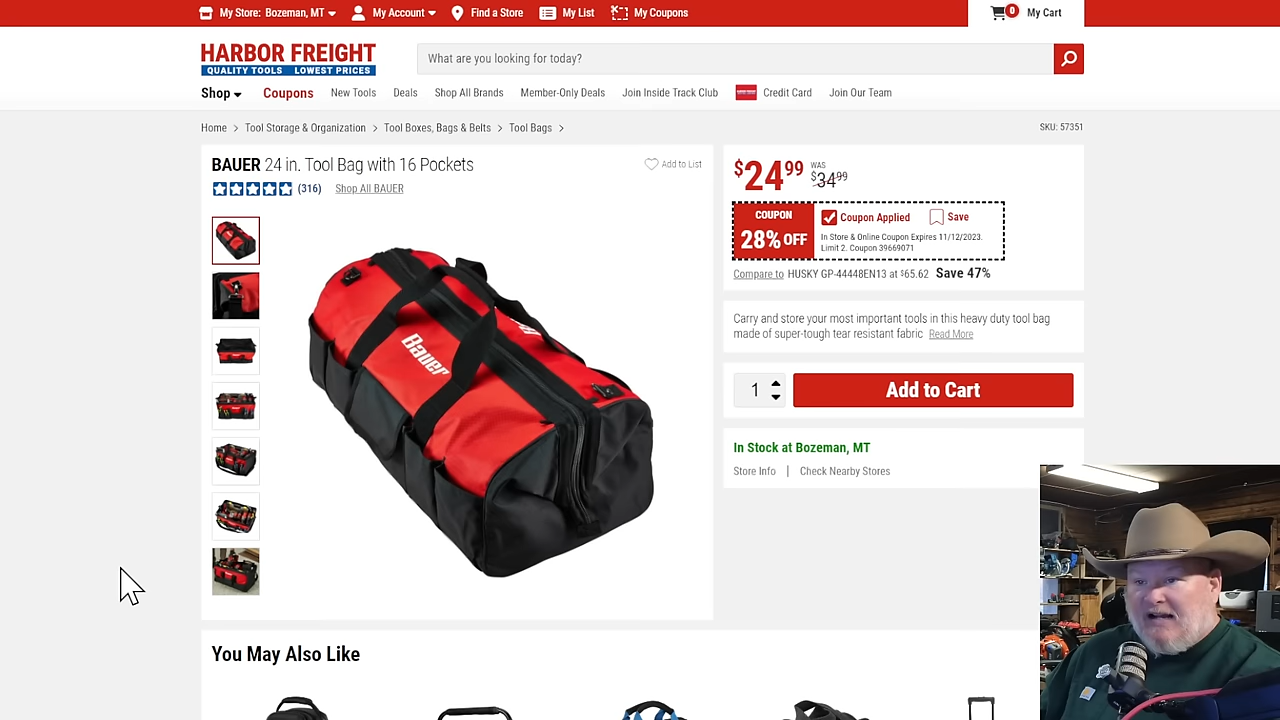 My Store: Bozeman, MT My Account Find a Store My List My Coupons 0 My Cart
HARBOR FREIGHT
QUALITY TOOLS LOWEST PRICES
What are you looking for today?
Shop Coupons New Tools Deals Shop All Brands Member-Only Deals Join Inside Track Club Credit Card Join Our Team
Home > Tool Storage & Organization > Tool Boxes, Bags & Belts > Tool Bags >
SKU: 57351
BAUER 24 in. Tool Bag with 16 Pockets
Add to List
(316) Shop All BAUER
Bauer
$24.99 WAS $34.99
COUPON
28% OFF
Coupon Applied Save
In Store & Online Coupon Expires 11/12/2023.
Limit 2. Coupon 39669071
Compare to HUSKY GP-44448EN13 at $65.62 Save 47%
Carry and store your most important tools in this heavy duty tool bag
made of super-tough tear resistant fabric Read More
1 Add to Cart
In Stock at Bozeman, MT
Store Info | Check Nearby Stores
You May Also Like